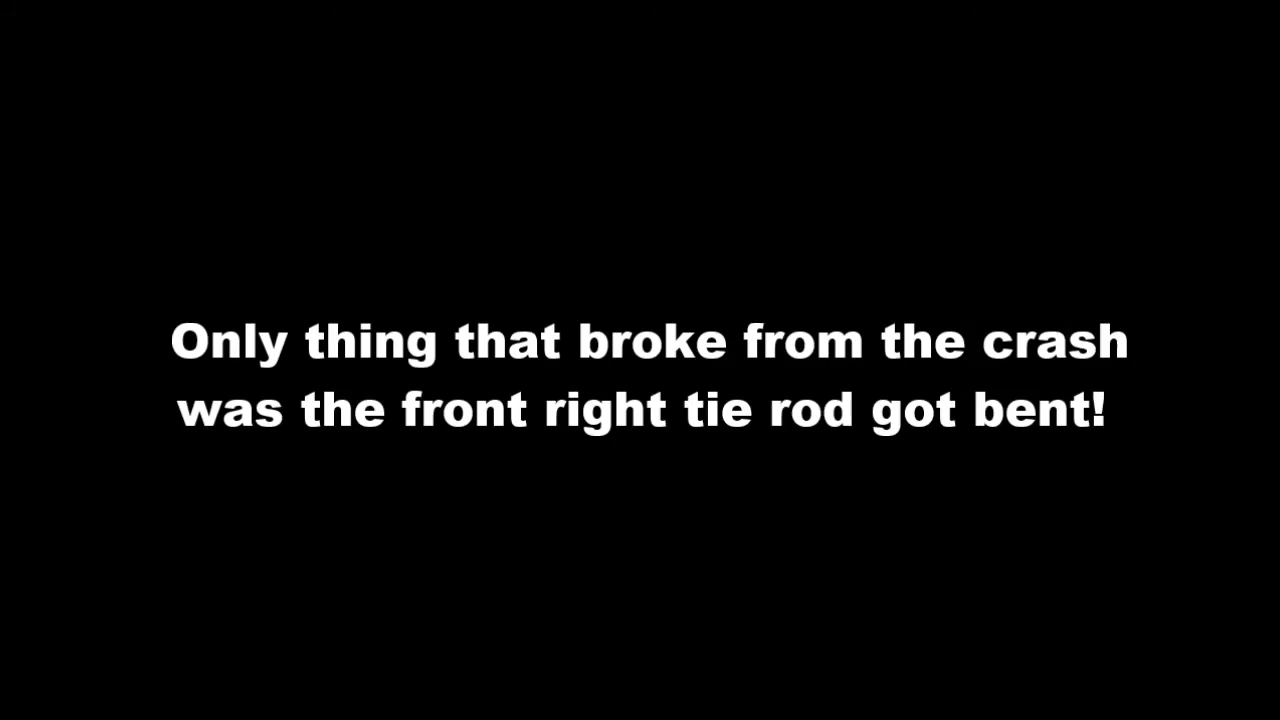 Only thing that broke from the crash
was the front right tie rod got bent!